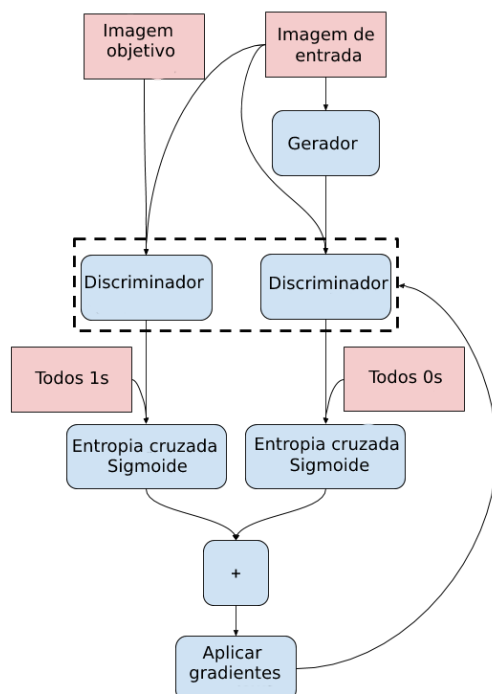 Imagem
objetivo
Imagem de
entrada
Gerador
Discriminador
Discriminador
Todos 1s
Todos 0s
Entropia cruzada
Sigmoide
Entropia cruzada
Sigmoide
+
Aplicar
gradientes